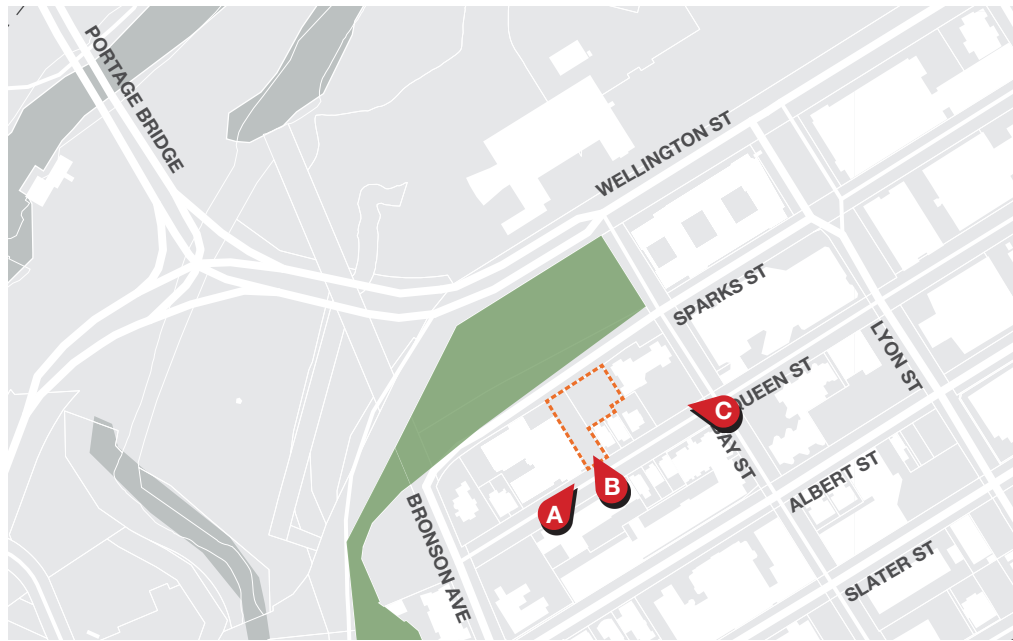 PORTAGE BRIDGE
WELLINGTON ST
SPARKS ST
LYON ST
QUEEN ST
C
BAY ST
B
A
ALBERT ST
BRONSON AVE
SLATER ST